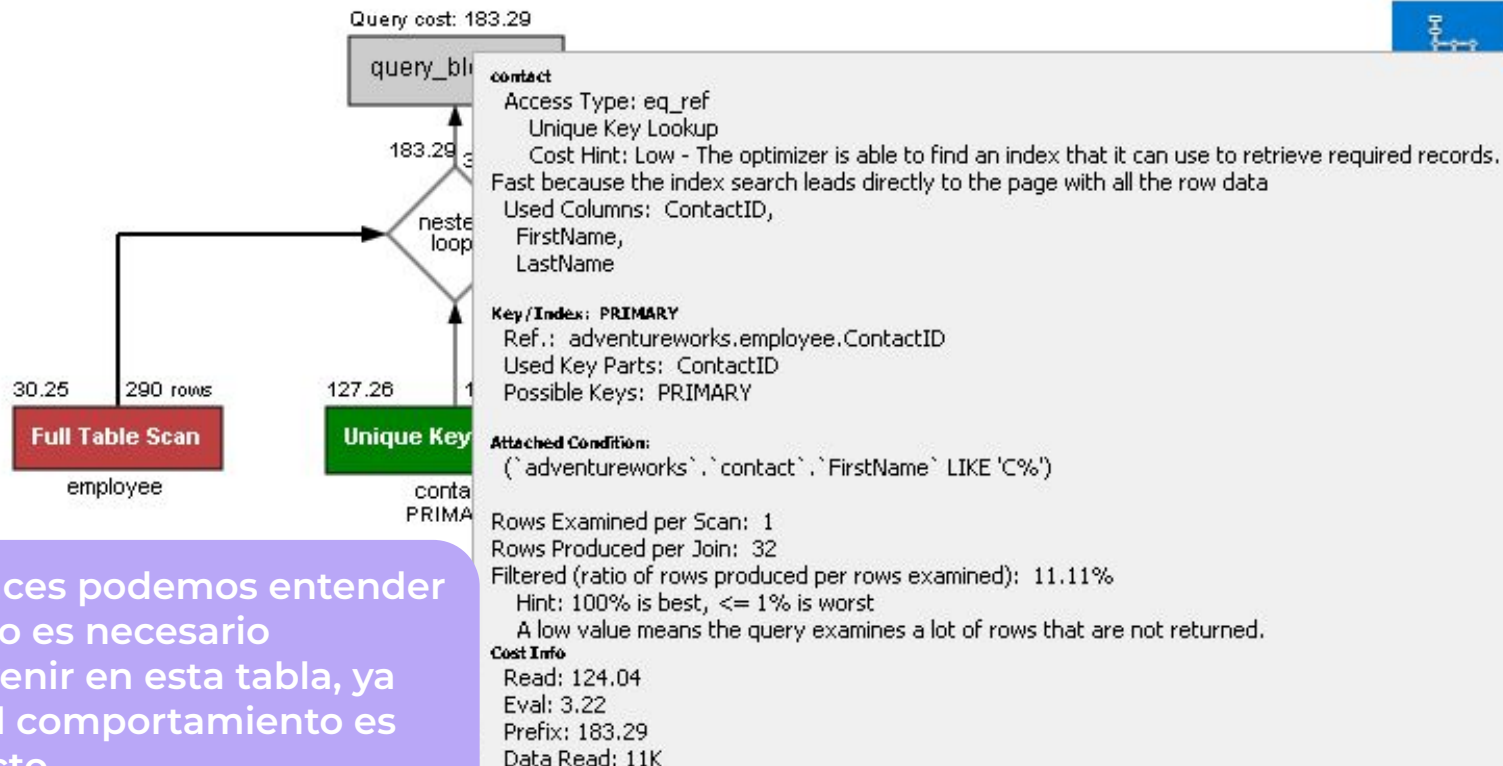 Query cost: 183.29
query_bl
183.29
neste
loop
30.25
290 rows
127.26
Full Table Scan
Unique Key
employee
conta
PRIMA
contact
Access Type: eq_ref
Unique Key Lookup
Cost Hint: Low - The optimizer is able to find an index that it can use to retrieve required records.
Fast because the index search leads directly to the page with all the row data
Used Columns: ContactID,
FirstName,
LastName
Key/Index: PRIMARY
Ref.: adventureworks.employee.ContactID
Used Key Parts: ContactID
Possible Keys: PRIMARY
Attached Condition:
(`adventureworks`.`contact`.`FirstName` LIKE 'C%')
Rows Examined per Scan: 1
Rows Produced per Join: 32
Filtered (ratio of rows produced per rows examined): 11.11%
Hint: 100% is best, <= 1% is worst
A low value means the query examines a lot of rows that are not returned.
Cost Info
Read: 124.04
Eval: 3.22
Prefix: 183.29
Data Read: 11K
ces podemos entender
o es necesario
enir en esta tabla, ya
l comportamiento es